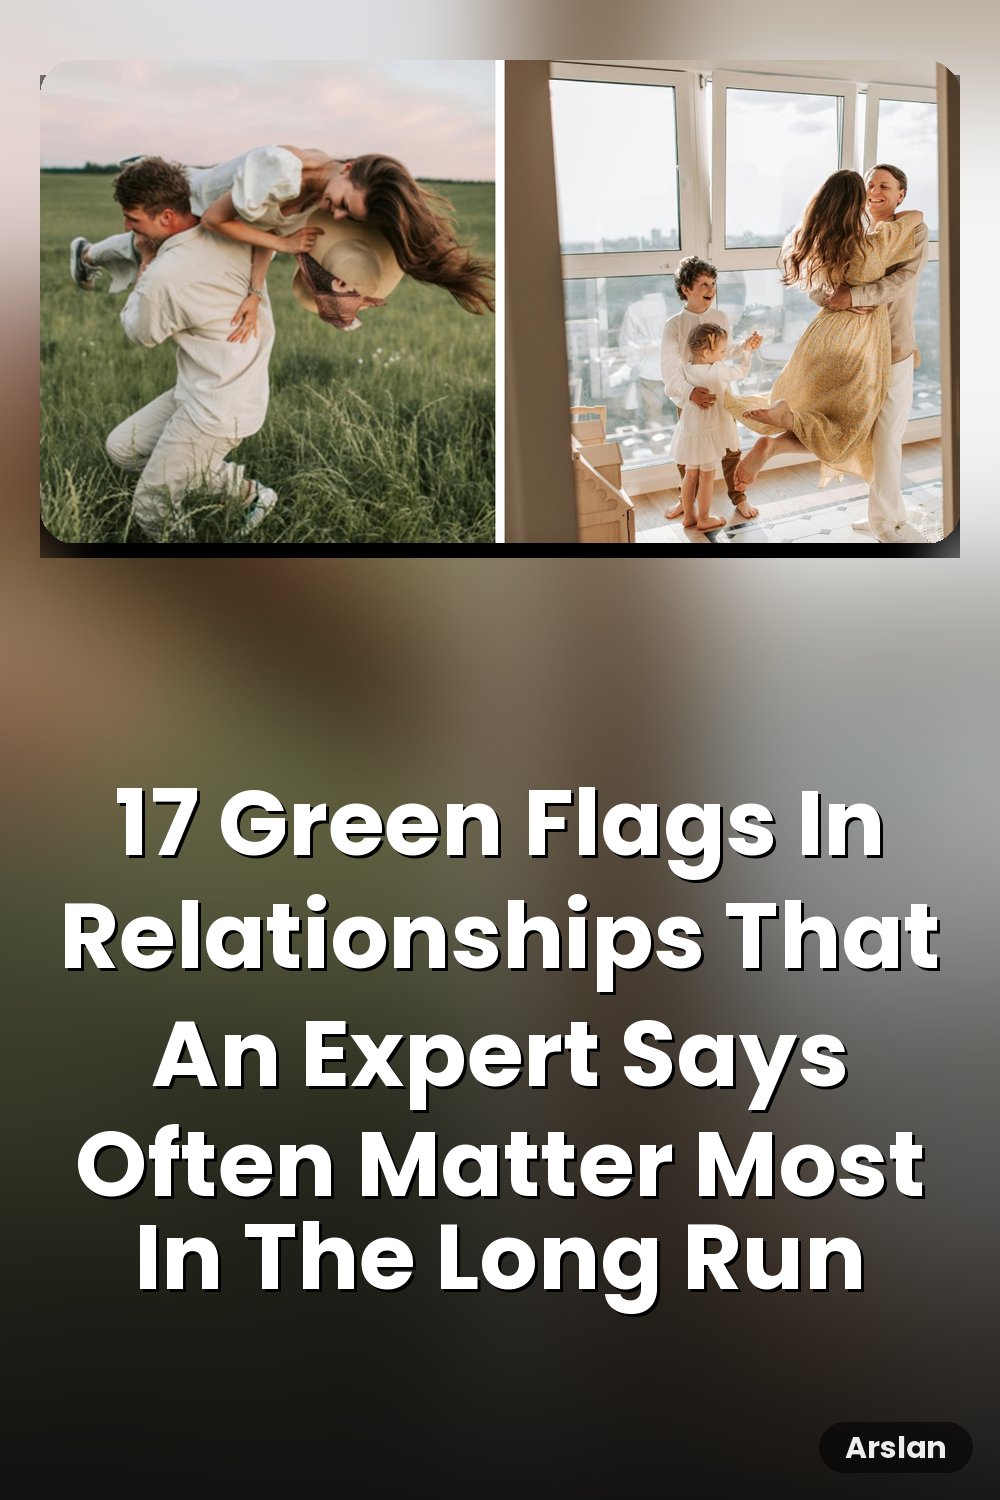 17 Green Flags In
Relationships That
An Expert Says
Often Matter Most
In The Long Run
Arslan